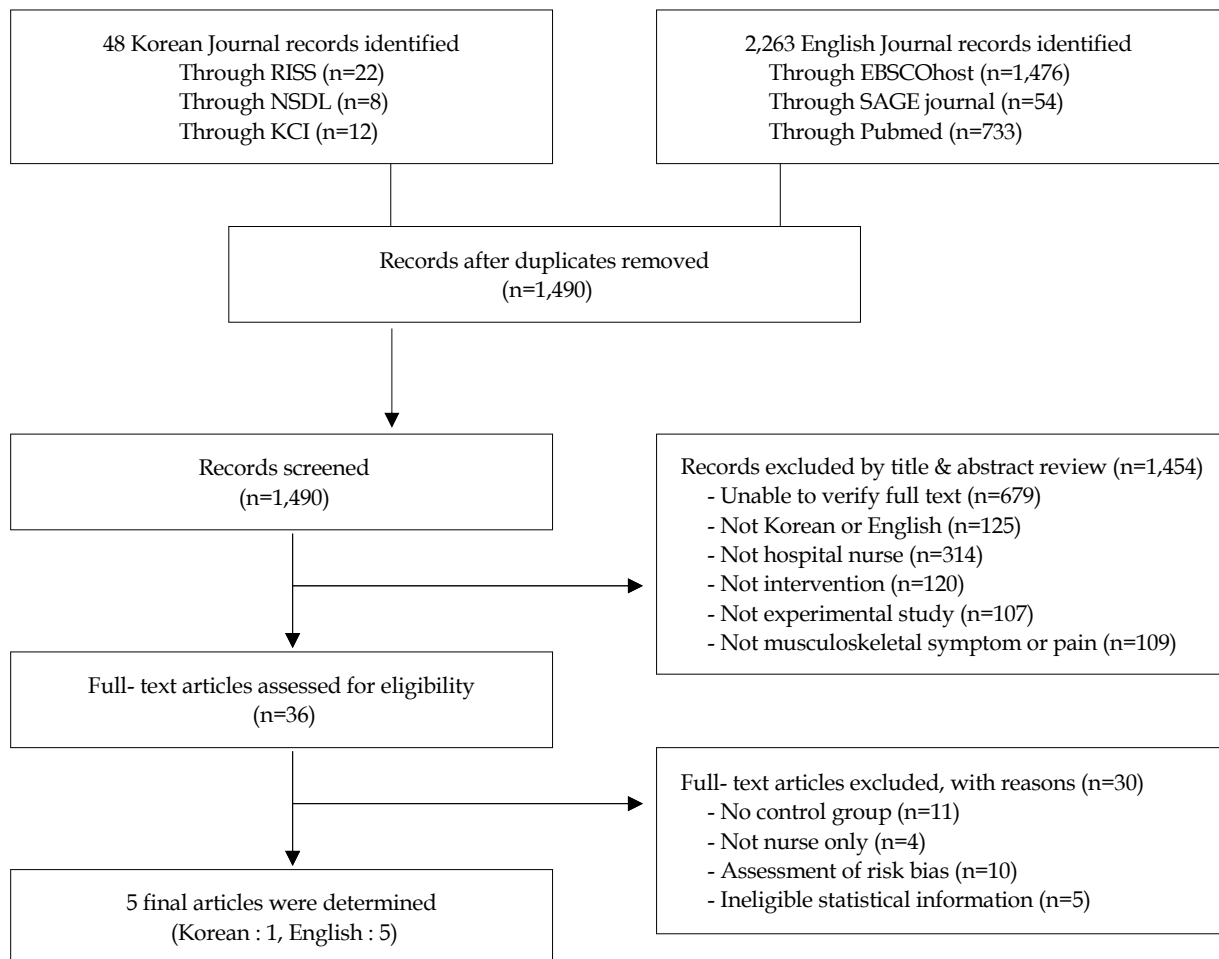 48 Korean Journal records identified
Through RISS (n=22)
Through NSDL (n=8)
Through KCI (n=12)
2,263 English Journal records identified
Through EBSCOhost (n=1,476)
Through SAGE journal (n=54)
Through Pubmed (n=733)
Records after duplicates removed
(n=1,490)
Records screened
(n=1,490)
Records excluded by title & abstract review (n=1,454)
- Unable to verify full text (n=679)
- Not Korean or English (n=125)
- Not hospital nurse (n=314)
- Not intervention (n=120)
- Not experimental study (n=107)
- Not musculoskeletal symptom or pain (n=109)
Full- text articles assessed for eligibility
(n=36)
Full- text articles excluded, with reasons (n=30)
- No control group (n=11)
- Not nurse only (n=4)
- Assessment of risk bias (n=10)
- Ineligible statistical information (n=5)
5 final articles were determined
(Korean : 1, English : 5)